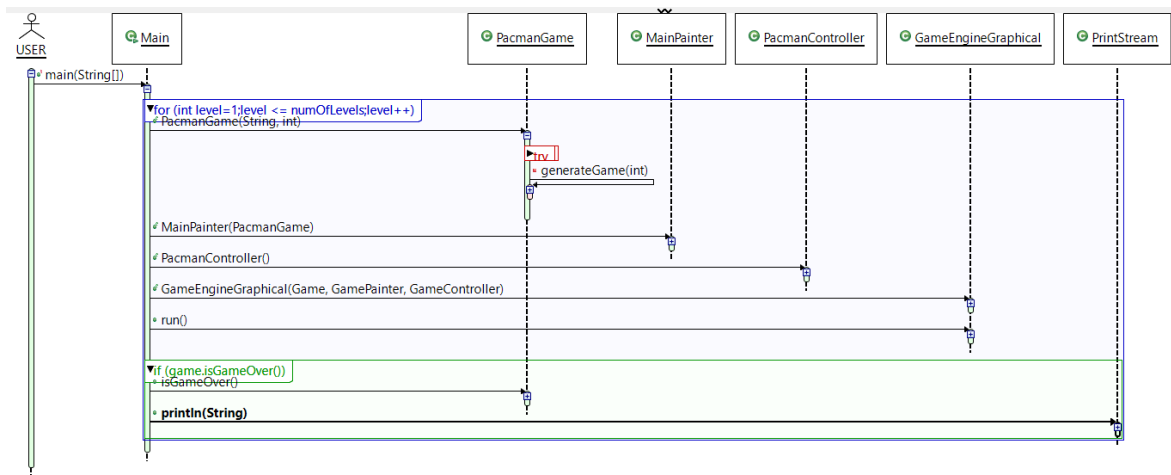 USER
Main
PacmanGame
MainPainter
PacmanController
GameEngineGraphical
PrintStream
main(String[])
for (int level=1;level <= numOfLevels;level++)
PacmanGame(String, int)
try
generateGame(int)
MainPainter(PacmanGame)
PacmanController()
GameEngineGraphical(Game, GamePainter, GameController)
run()
if (game.isGameOver())
isGameOver()
println(String)